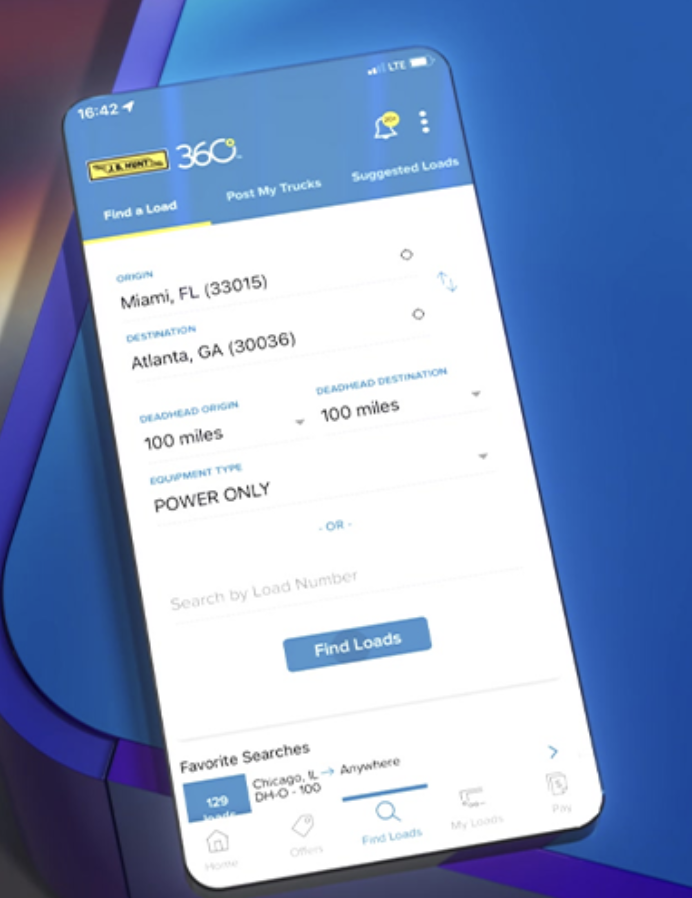 16:42
LTE
J.B. HUNT
360
Find a Load
Post My Trucks
Suggested Loads
ORIGIN
Miami, FL (33015)
DESTINATION
Atlanta, GA (30036)
DEADHEAD ORIGIN
100 miles
DEADHEAD DESTINATION
100 miles
EQUIPMENT TYPE
POWER ONLY
- OR -
Search by Load Number
Find Loads
Favorite Searches
129
loads
Chicago, IL → Anywhere
DH-O - 100
Home
Offers
Find Loads
My Loads
Pay